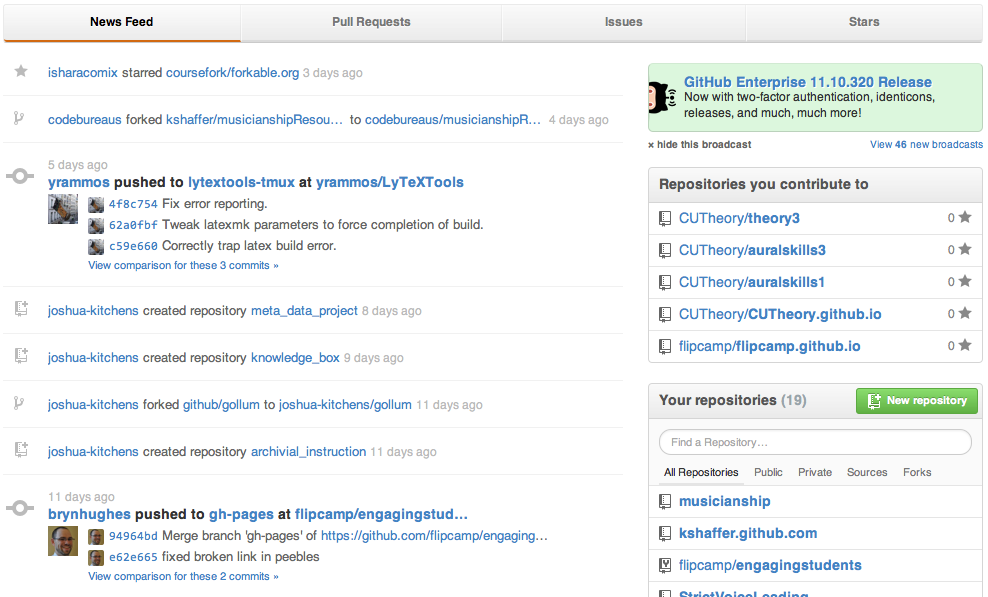 News Feed
Pull Requests
Issues
Stars
isharacomix starred coursefork/forkable.org 3 days ago
codebureaus forked kshaffer/musicianshipResou… to codebureaus/musicianshipR… 4 days ago
5 days ago
yrammos pushed to lytextools-tmux at yrammos/LyTeXTools
4f8c754 Fix error reporting.
62a0fbf Tweak latexmk parameters to force completion of build.
c59e660 Correctly trap latex build error.
View comparison for these 3 commits »
joshua-kitchens created repository meta_data_project 8 days ago
joshua-kitchens created repository knowledge_box 9 days ago
joshua-kitchens forked github/gollum to joshua-kitchens/gollum 11 days ago
joshua-kitchens created repository archivial_instruction 11 days ago
11 days ago
brynhughes pushed to gh-pages at flipcamp/engagingstud…
94964bd Merge branch 'gh-pages' of https://github.com/flipcamp/engaging…
e62e665 fixed broken link in peebles
View comparison for these 2 commits »
GitHub Enterprise 11.10.320 Release
Now with two-factor authentication, identicons,
releases, and much, much more!
× hide this broadcast
View 46 new broadcasts
Repositories you contribute to
CUTheory/theory3 0
CUTheory/auralskills3 0
CUTheory/auralskills1 0
CUTheory/CUTheory.github.io 0
flipcamp/flipcamp.github.io 0
Your repositories (19)
New repository
Find a Repository…
All Repositories Public Private Sources Forks
musicianship
kshaffer.github.com
flipcamp/engagingstudents
StrictVoiceLeading